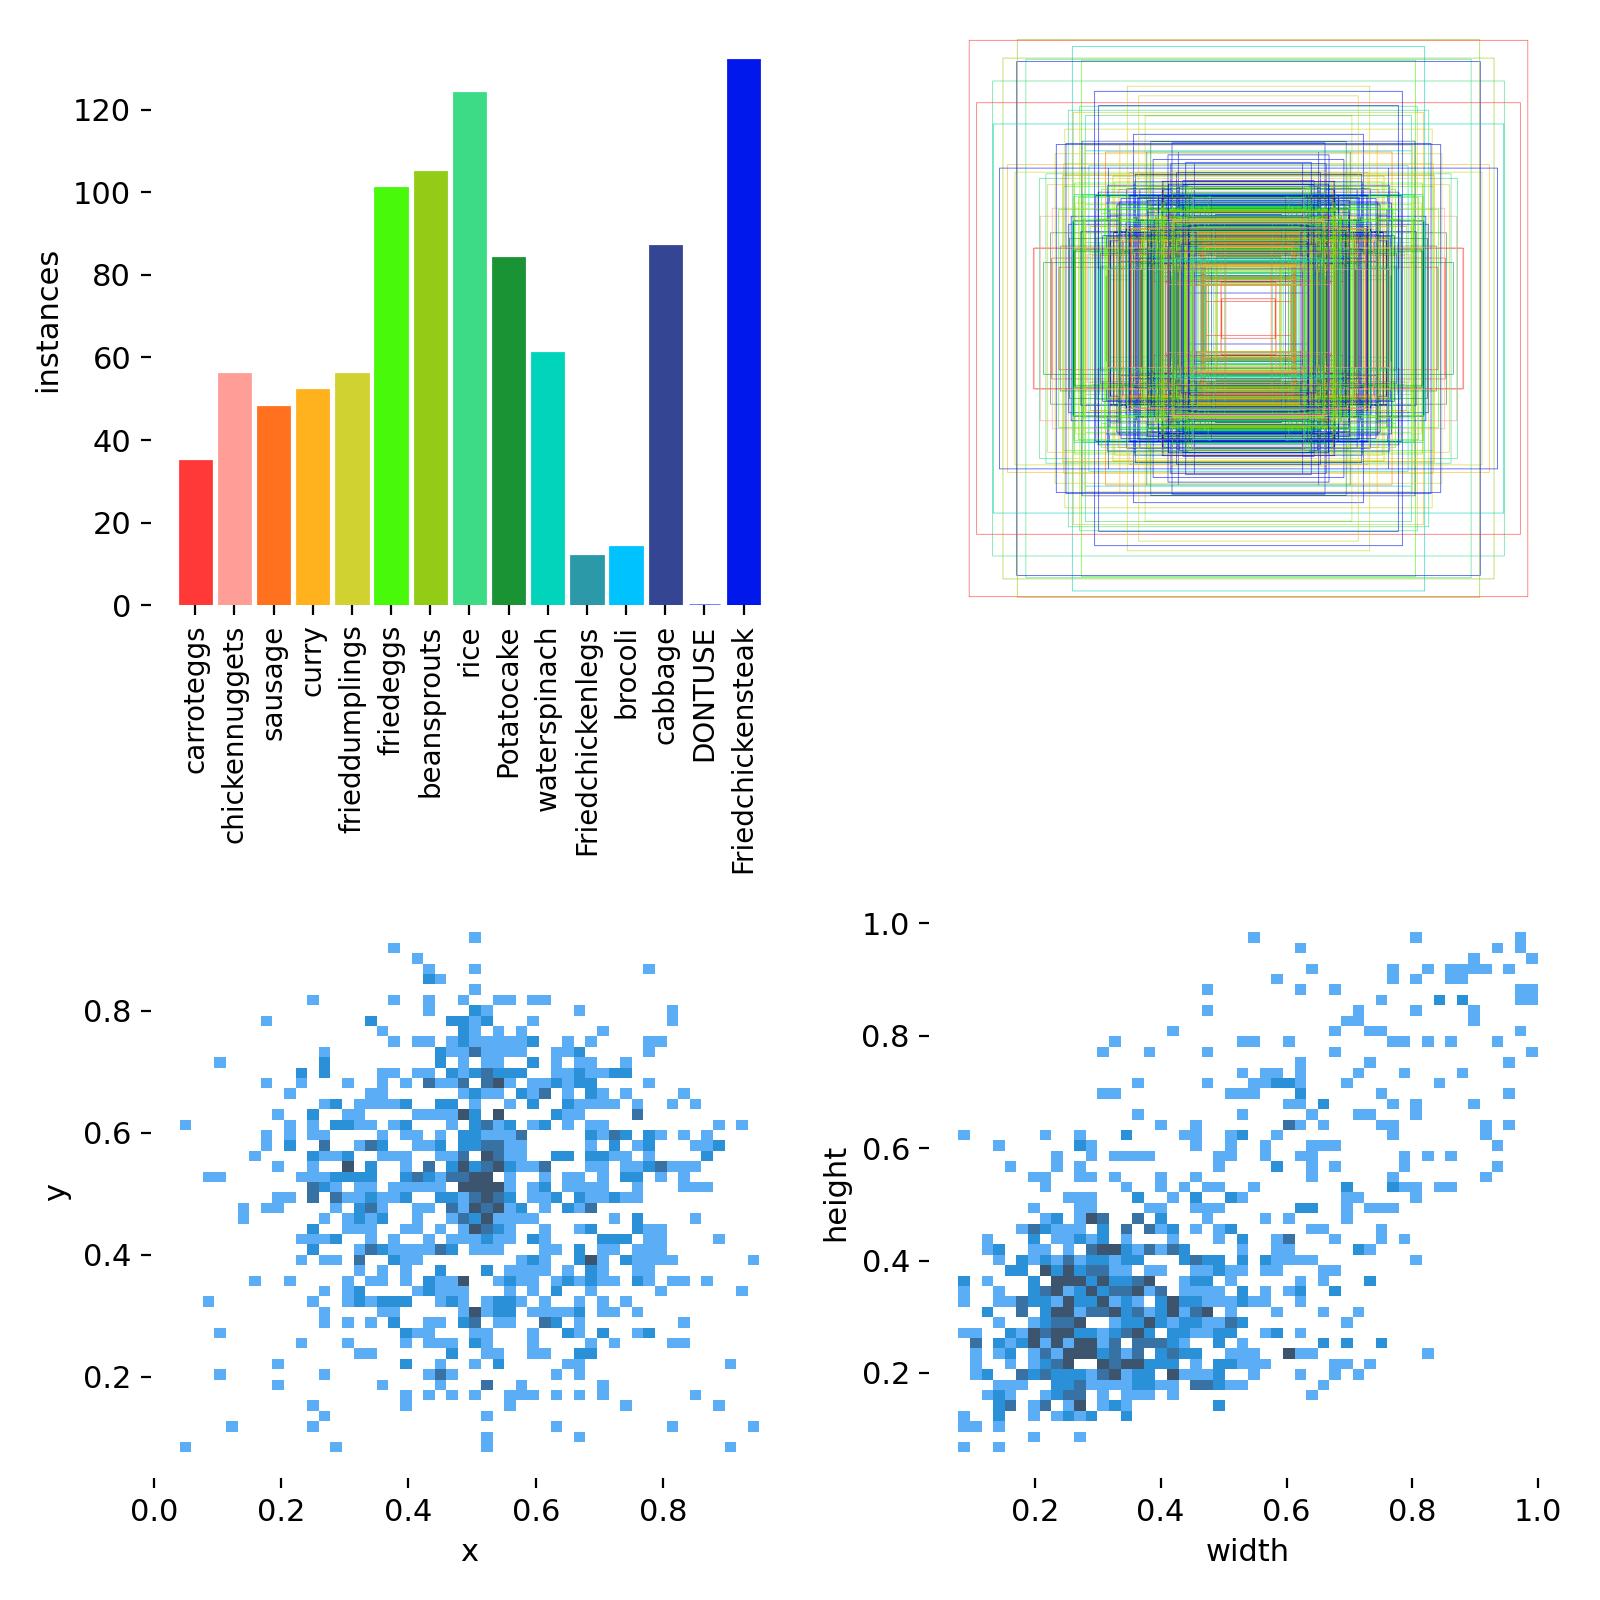 120
100
80
60
40
20
0
instances
carroteggs
chickennuggets
sausage
curry
frieddumplings
friedeggs
beansprouts
rice
Potatocake
waterspinach
Friedchickenlegs
brocoli
cabbage
DONTUSE
Friedchickensteak
0.8
0.6
0.4
0.2
y
0.0 0.2 0.4 0.6 0.8
x
1.0
0.8
0.6
0.4
0.2
height
0.2 0.4 0.6 0.8 1.0
width